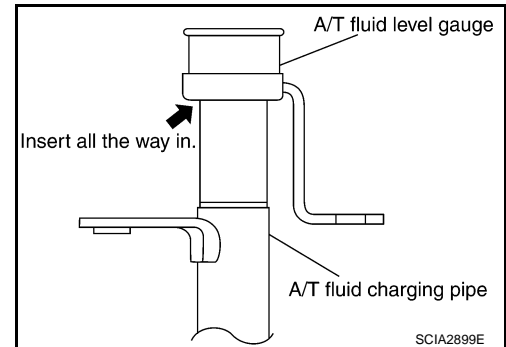 A/T fluid level gauge
Insert all the way in.
A/T fluid charging pipe
SCIA2899E